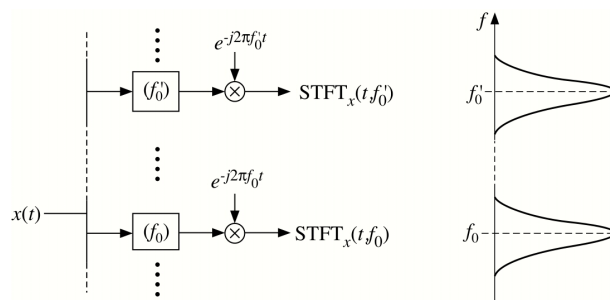 f
e^{-j2πf_0't}
(f_0') ⊗ STFT_x(t,f_0') f_0'
e^{-j2πf_0t}
x(t)
(f_0) ⊗ STFT_x(t,f_0) f_0